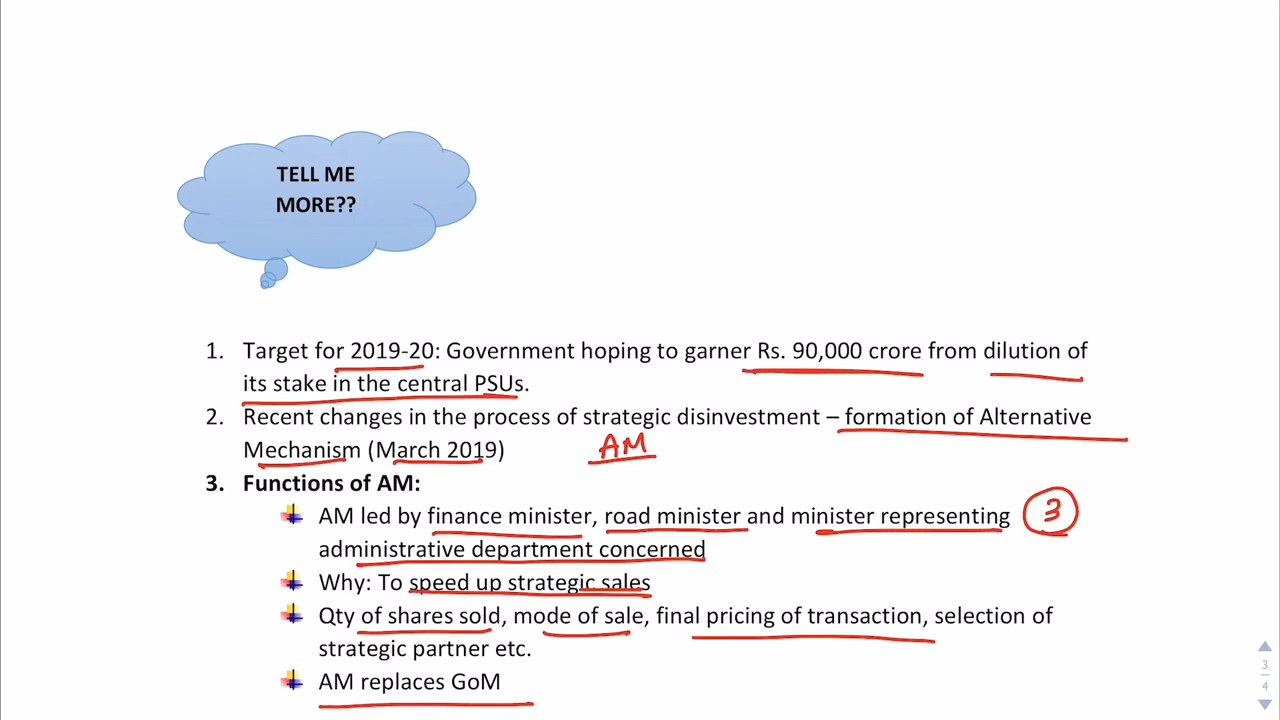 TELL ME
MORE??
1. Target for 2019-20: Government hoping to garner Rs. 90,000 crore from dilution of
its stake in the central PSUs.
2. Recent changes in the process of strategic disinvestment – formation of Alternative
Mechanism (March 2019)
AM
3. Functions of AM:
AM led by finance minister, road minister and minister representing
3
administrative department concerned
Why: To speed up strategic sales
Qty of shares sold, mode of sale, final pricing of transaction, selection of
strategic partner etc.
AM replaces GoM
3
4